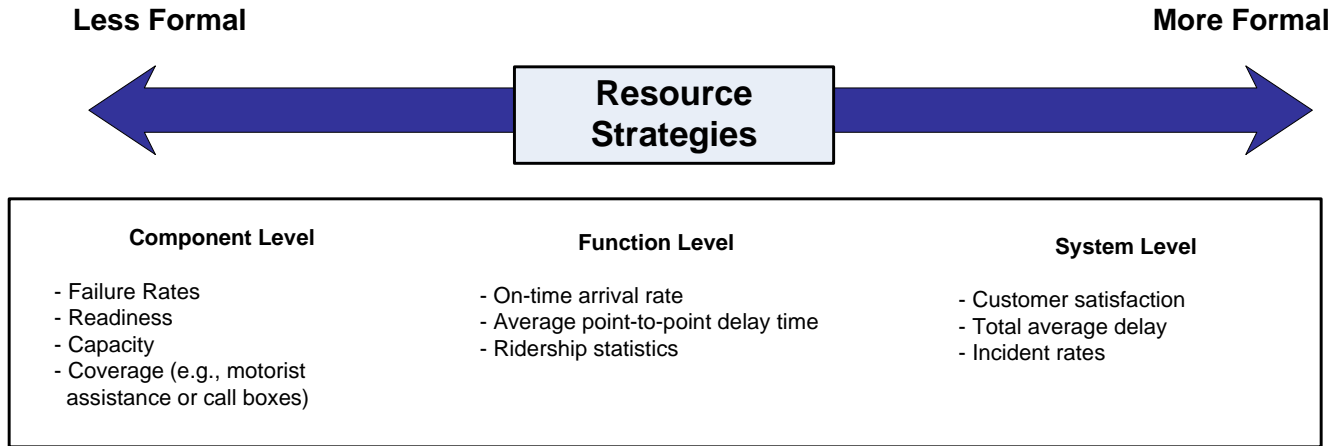 Less Formal
More Formal
Resource
Strategies
Component Level
- Failure Rates
- Readiness
- Capacity
- Coverage (e.g., motorist
assistance or call boxes)
Function Level
- On-time arrival rate
- Average point-to-point delay time
- Ridership statistics
System Level
- Customer satisfaction
- Total average delay
- Incident rates